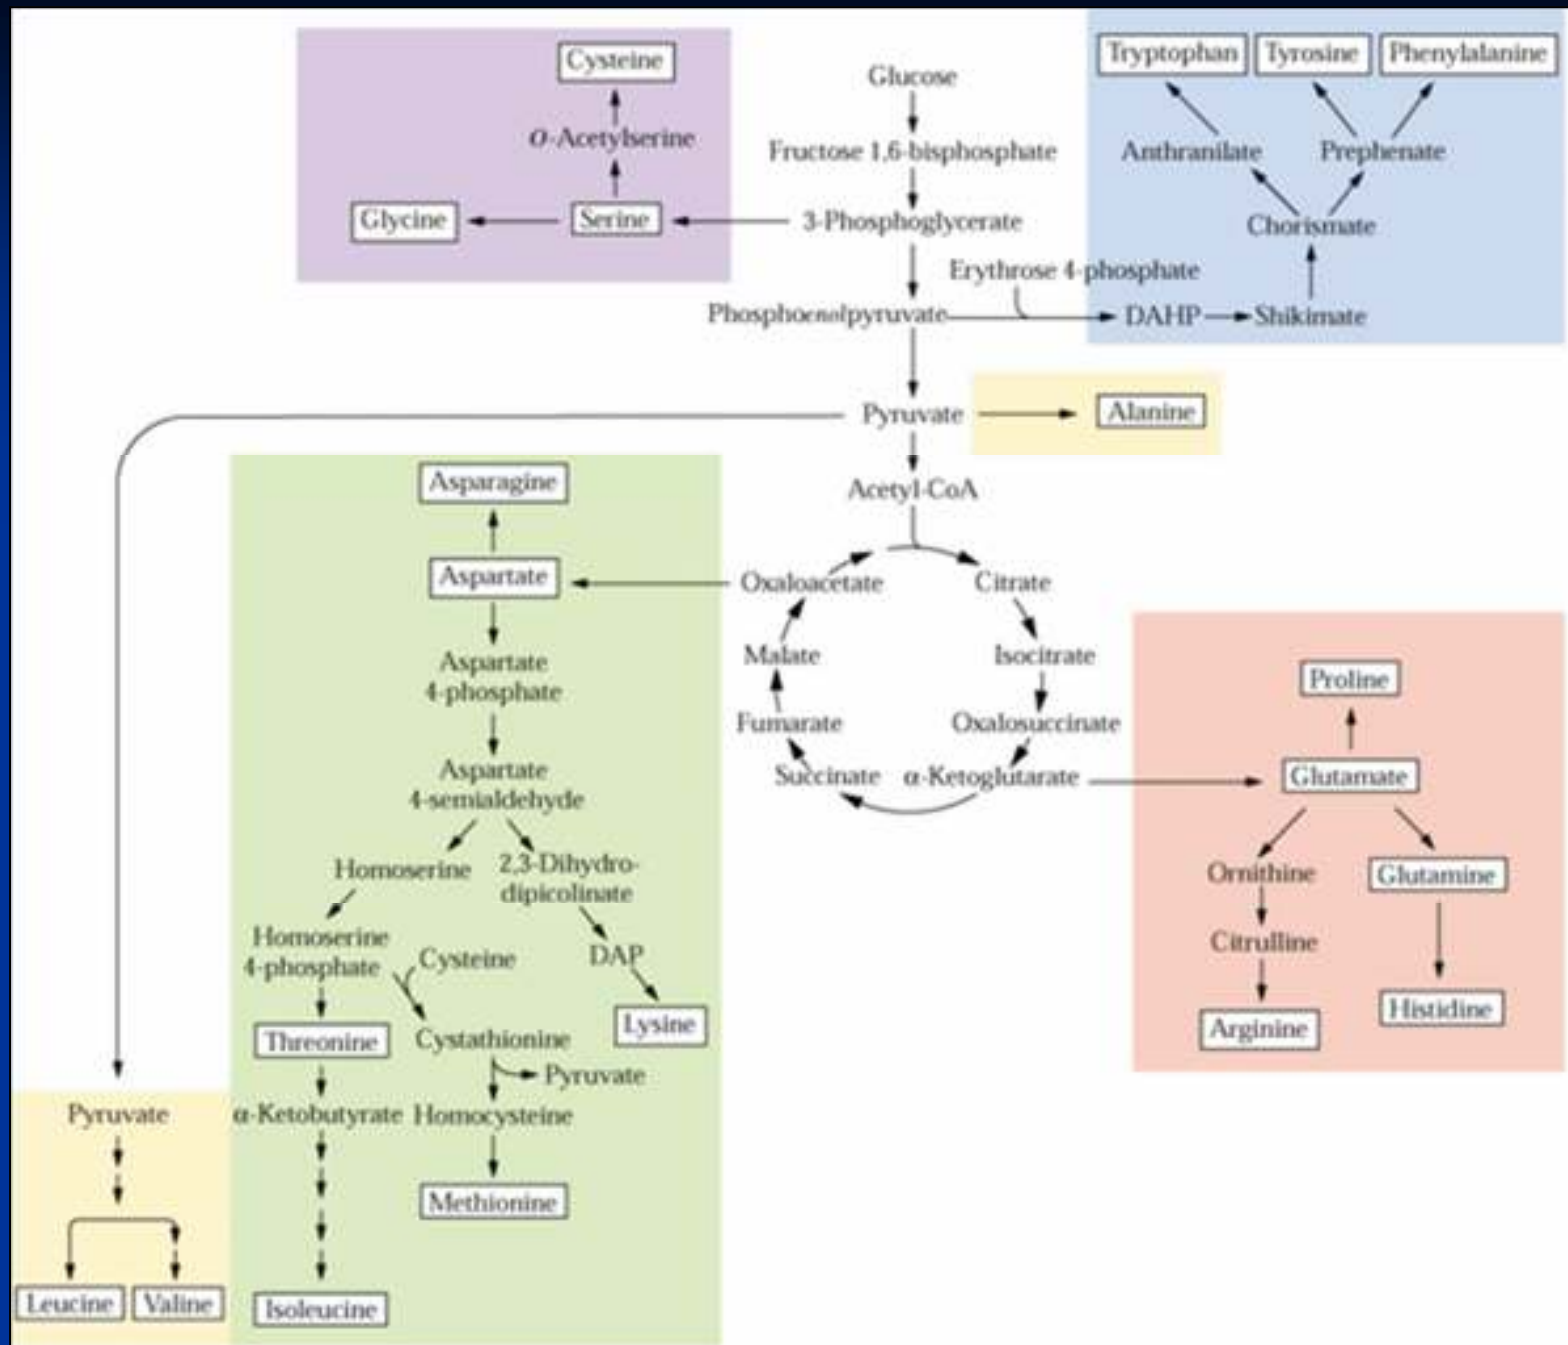 Cysteine
O-Acetylserine
Glycine
Serine
Glucose
Fructose 1,6-bisphosphate
3-Phosphoglycerate
Erythrose 4-phosphate
Phosphoenolpyruvate
DAHP
Shikimate
Chorismate
Anthranilate
Prephenate
Tryptophan
Tyrosine
Phenylalanine
Pyruvate
Alanine
Acetyl-CoA
Oxaloacetate
Citrate
Malate
Isocitrate
Fumarate
Oxalosuccinate
Succinate
α-Ketoglutarate
Asparagine
Aspartate
Aspartate
4-phosphate
Aspartate
4-semialdehyde
Homoserine
2,3-Dihydro-
dipicolinate
Homoserine
4-phosphate
Cysteine
DAP
Lysine
Threonine
Cystathionine
Pyruvate
α-Ketobutyrate
Homocysteine
Methionine
Isoleucine
Pyruvate
Leucine
Valine
Proline
Glutamate
Ornithine
Glutamine
Citrulline
Arginine
Histidine